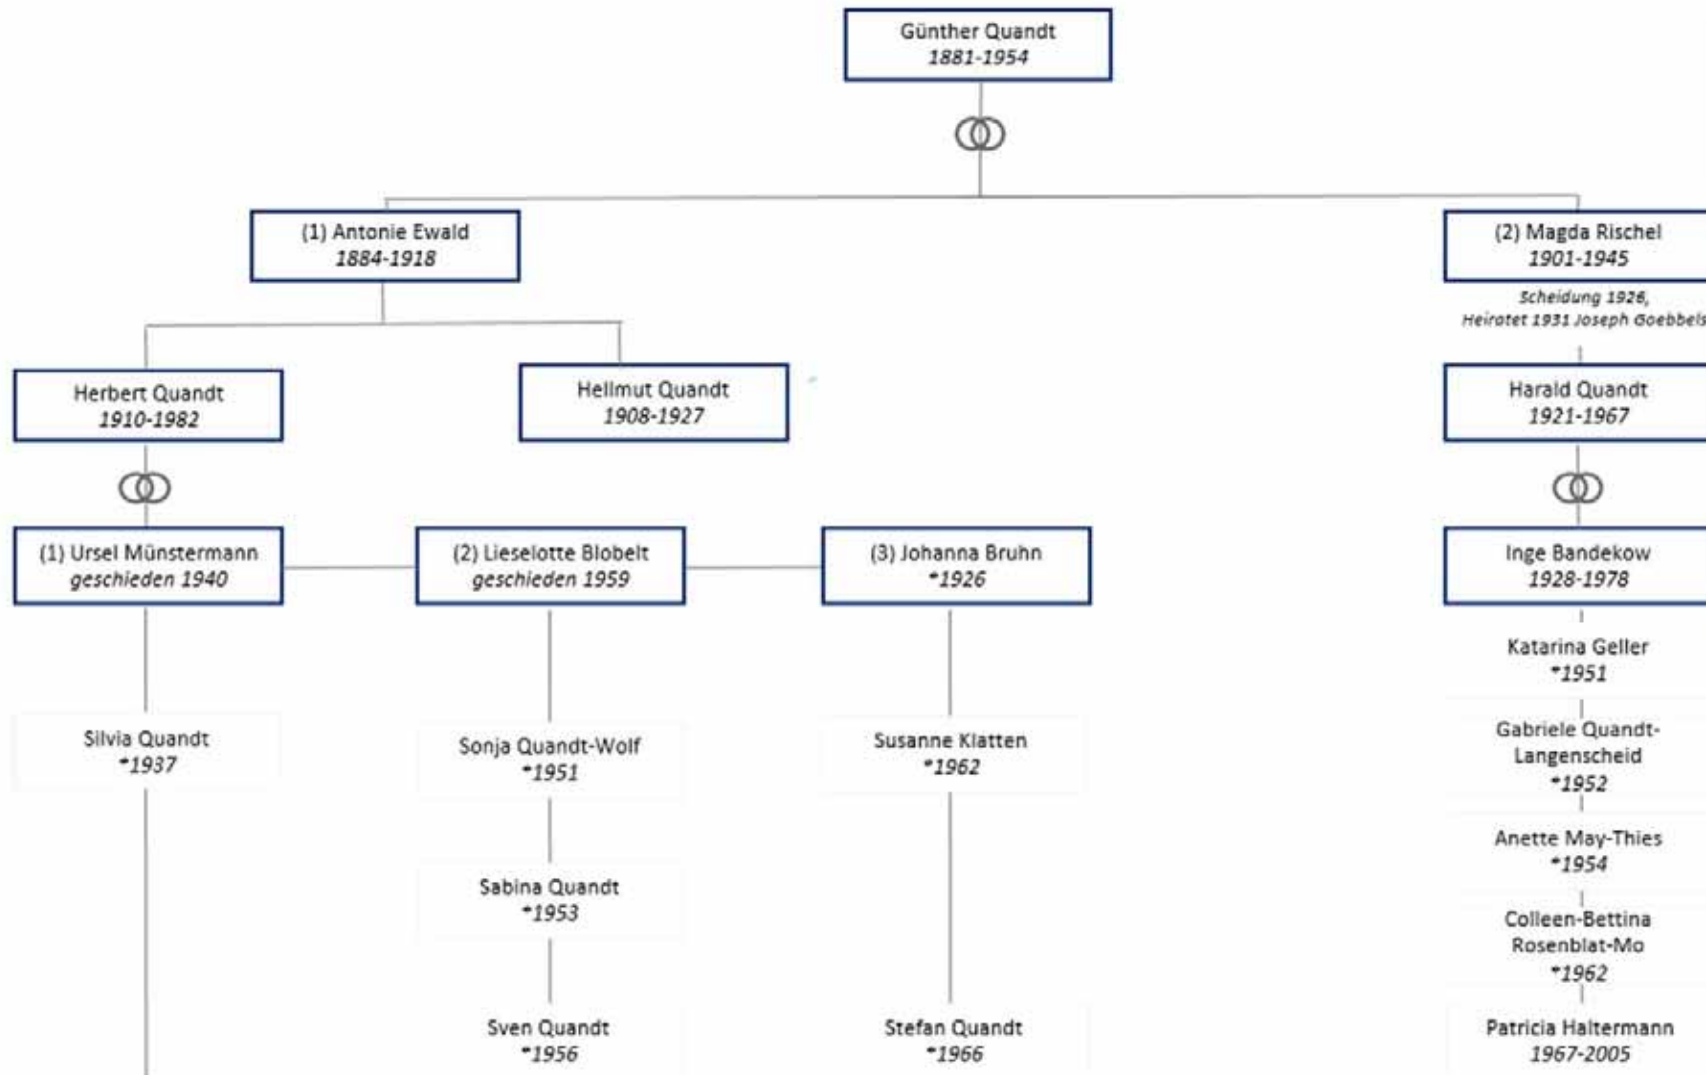 Günther Quandt
1881-1954
(1) Antonie Ewald
1884-1918
(2) Magda Rischel
1901-1945
Scheidung 1926,
Heiratet 1931 Joseph Goebbels
Herbert Quandt
1910-1982
Hellmut Quandt
1908-1927
Harald Quandt
1921-1967
(1) Ursel Münstermann
geschieden 1940
(2) Lieselotte Blobelt
geschieden 1959
(3) Johanna Bruhn
*1926
Inge Bandekow
1928-1978
Silvia Quandt
*1937
Sonja Quandt-Wolf
*1951
Sabina Quandt
*1953
Sven Quandt
*1956
Susanne Klatten
*1962
Stefan Quandt
*1966
Katarina Geller
*1951
Gabriele Quandt-
Langenscheid
*1952
Anette May-Thies
*1954
Colleen-Bettina
Rosenblat-Mo
*1962
Patricia Haltermann
1967-2005